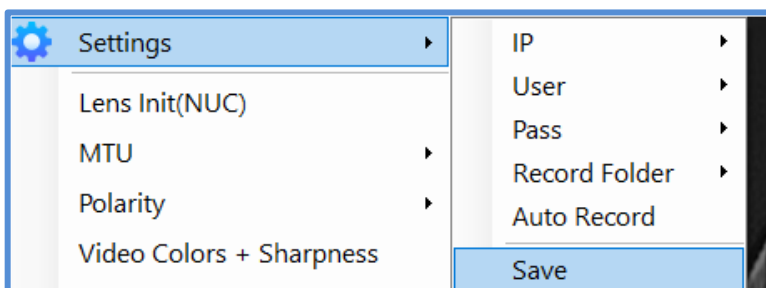 Settings
Lens Init(NUC)
MTU
Polarity
Video Colors + Sharpness
IP
User
Pass
Record Folder
Auto Record
Save